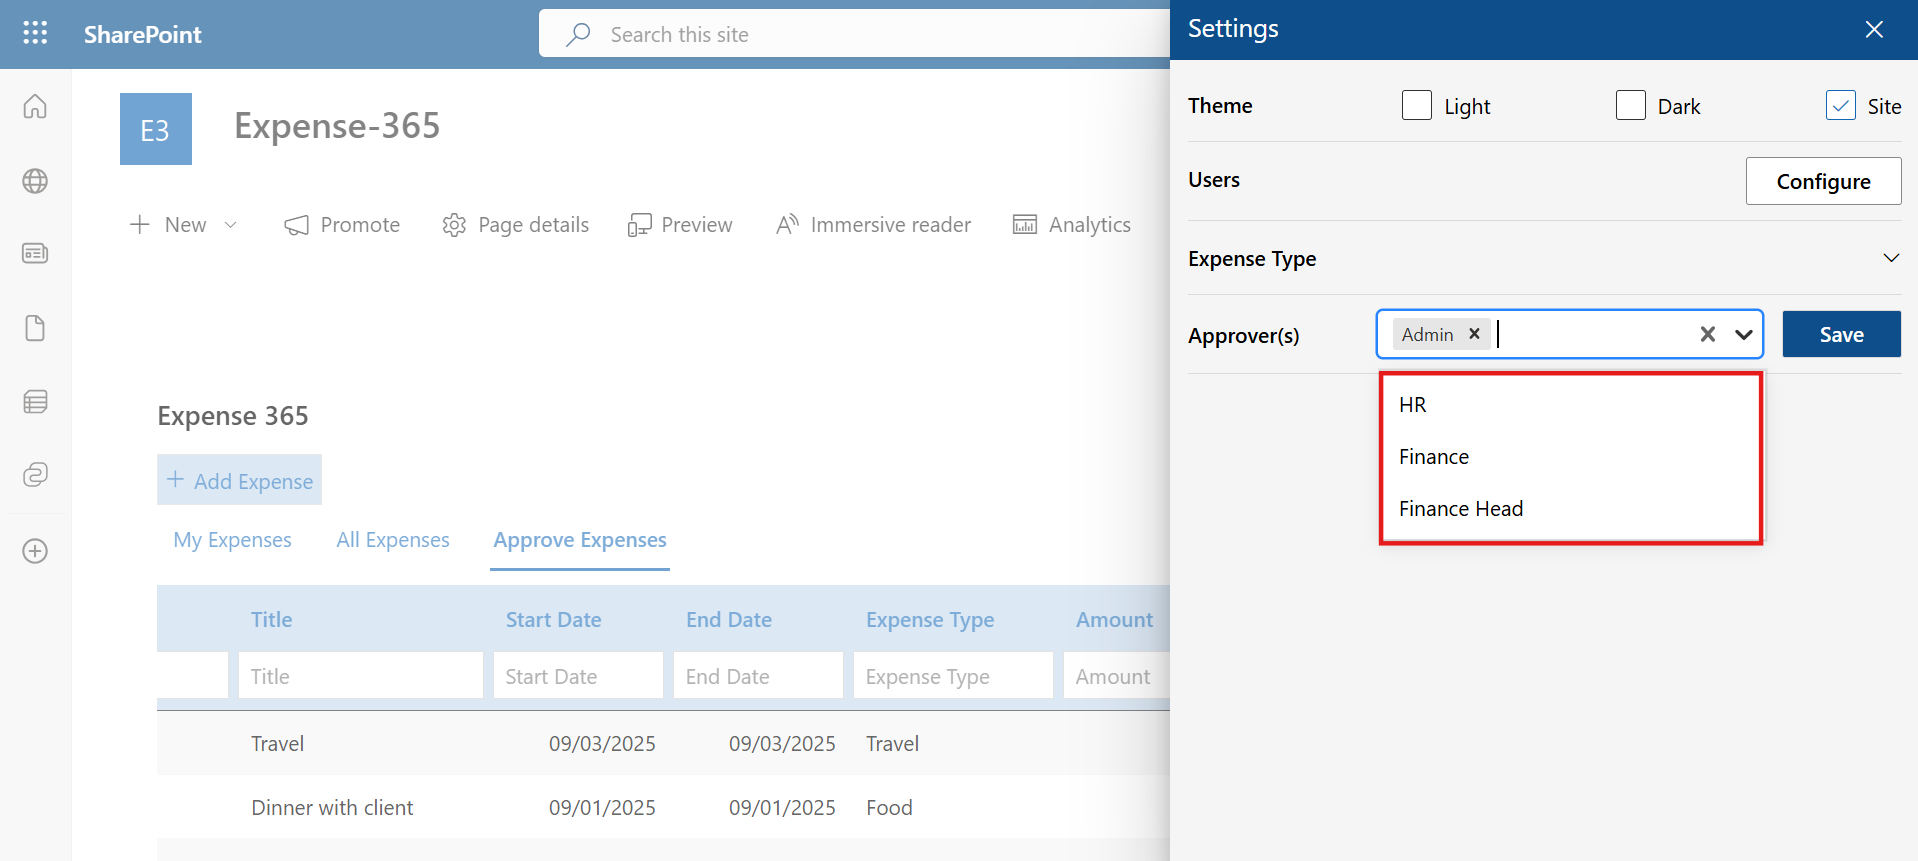 SharePoint
Search this site
E3
Expense-365
New
Promote
Page details
Preview
Immersive reader
Analytics
Expense 365
Add Expense
My Expenses
All Expenses
Approve Expenses
Title
Start Date
End Date
Expense Type
Amount
Title
Start Date
End Date
Expense Type
Amount
Travel 09/03/2025 09/03/2025 Travel
Dinner with client 09/01/2025 09/01/2025 Food
Settings
Theme
Light
Dark
Site
Users
Configure
Expense Type
Approver(s)
Admin
Save
HR
Finance
Finance Head